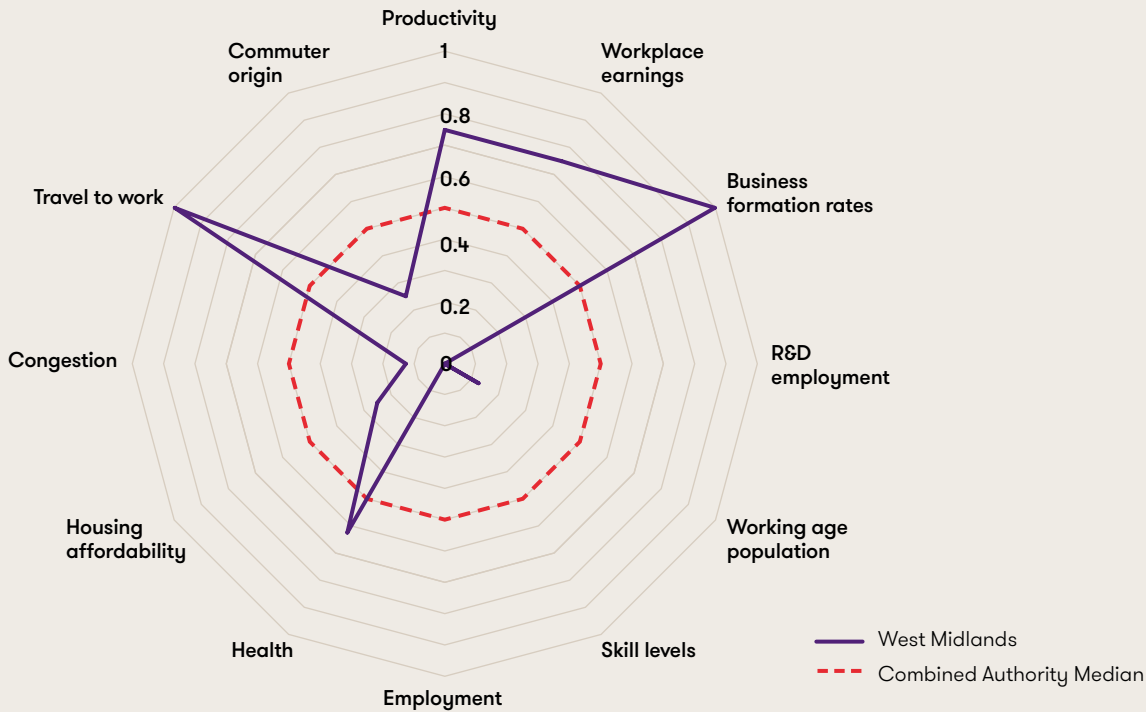 Productivity
1
Commuter
origin
Workplace
earnings
0.8
0.6
Travel to work
Business
formation rates
0.4
0.2
Congestion
0
R&D
employment
Housing
affordability
Working age
population
Health
Skill levels
Employment
West Midlands
Combined Authority Median